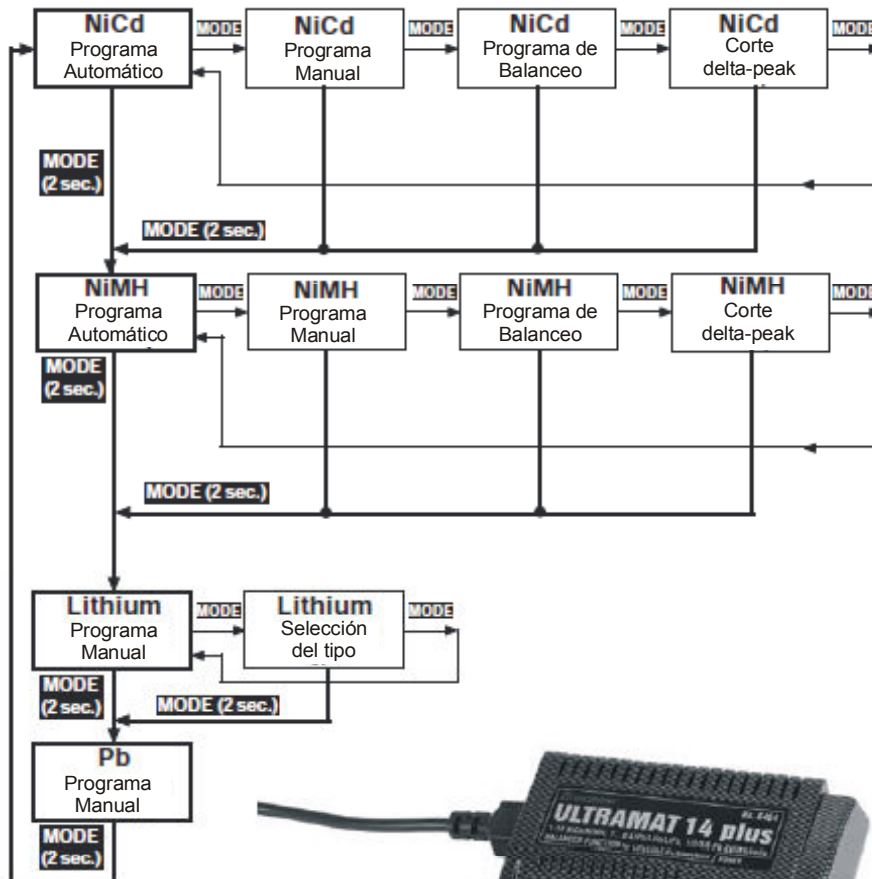 NiCd
Programa
Automático
MODE
NiCd
Programa
Manual
MODE
NiCd
Programa de
Balanceo
MODE
NiCd
Corte
delta-peak
MODE
MODE
(2 sec.)
MODE (2 sec.)
NiMH
Programa
Automático
MODE
NiMH
Programa
Manual
MODE
NiMH
Programa de
Balanceo
MODE
NiMH
Corte
delta-peak
MODE
MODE
(2 sec.)
MODE (2 sec.)
Lithium
Programa
Manual
MODE
Lithium
Selección
del tipo
MODE
MODE
(2 sec.)
MODE (2 sec.)
Pb
Programa
Manual
MODE
(2 sec.)
ULTRAMAT 14 plus